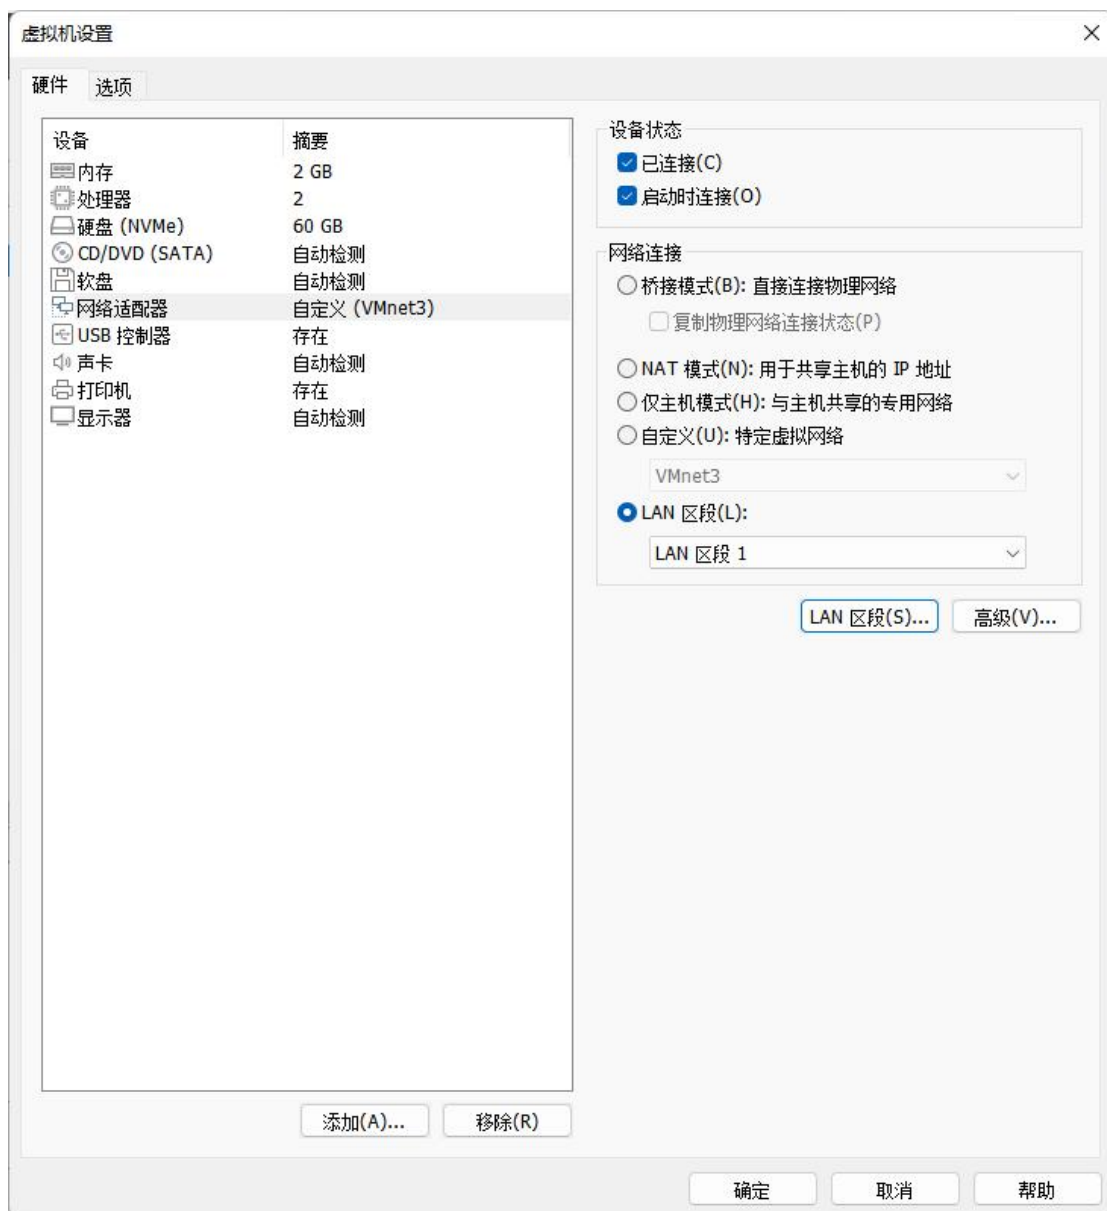 虚拟机设置
硬件 选项
设备 摘要
内存 2 GB
处理器 2
硬盘 (NVMe) 60 GB
CD/DVD (SATA) 自动检测
软盘 自动检测
网络适配器 自定义 (VMnet3)
USB 控制器 存在
声卡 自动检测
打印机 存在
显示器 自动检测
添加(A)... 移除(R)
设备状态
已连接(C)
启动时连接(O)
网络连接
桥接模式(B): 直接连接物理网络
复制物理网络连接状态(P)
NAT 模式(N): 用于共享主机的 IP 地址
仅主机模式(H): 与主机共享的专用网络
自定义(U): 特定虚拟网络
VMnet3
LAN 区段(L):
LAN 区段 1
LAN 区段(S)... 高级(V)...
确定 取消 帮助